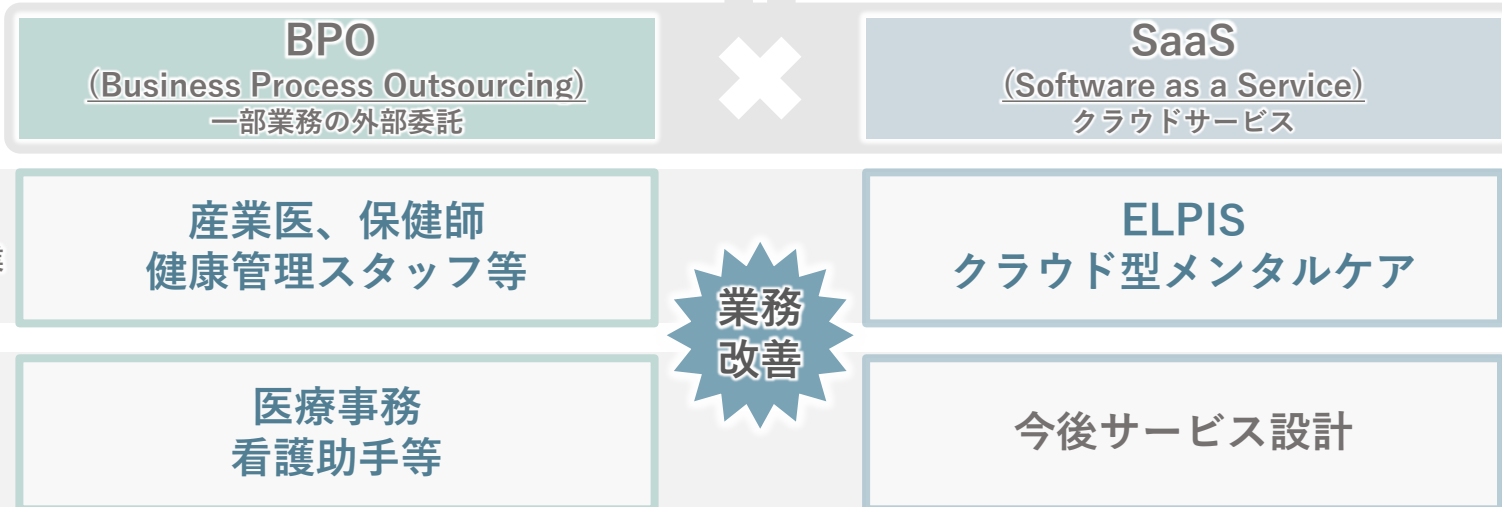 BPO
(Business Process Outsourcing)
一部業務の外部委託
SaaS
(Software as a Service)
クラウドサービス
産業医、保健師
健康管理スタッフ等
業務
改善
ELPIS
クラウド型メンタルケア
医療事務
看護助手等
今後サービス設計